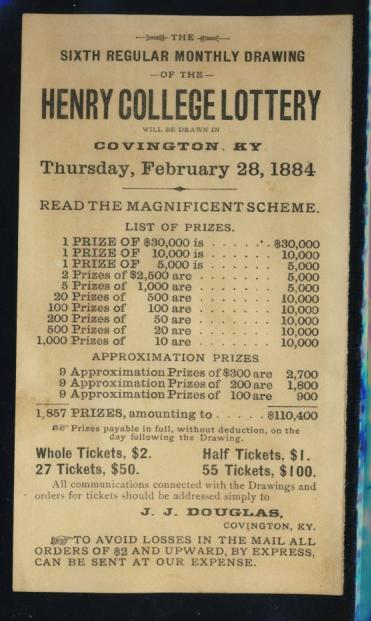 THE
SIXTH REGULAR MONTHLY DRAWING
—OF THE—
HENRY COLLEGE LOTTERY
WILL BE DRAWN IN
COVINGTON, KY
Thursday, February 28, 1884
READ THE MAGNIFICENT SCHEME.
LIST OF PRIZES.
1 PRIZE OF $30,000 is . . . . . . $30,000
1 PRIZE OF 10,000 is . . . . . . 10,000
1 PRIZE OF 5,000 is . . . . . . 5,000
2 Prizes of $2,500 are . . . . . . 5,000
5 Prizes of 1,000 are . . . . . . 5,000
20 Prizes of 500 are . . . . . . 10,000
100 Prizes of 100 are . . . . . . 10,000
200 Prizes of 50 are . . . . . . 10,000
500 Prizes of 20 are . . . . . . 10,000
1,000 Prizes of 10 are . . . . . . 10,000
APPROXIMATION PRIZES
9 Approximation Prizes of $300 are 2,700
9 Approximation Prizes of 200 are 1,800
9 Approximation Prizes of 100 are 900
1,857 PRIZES, amounting to . . . . . $110,400
Prizes payable in full, without deduction, on the
day following the Drawing.
Whole Tickets, $2. Half Tickets, $1.
27 Tickets, $50. 55 Tickets, $100.
All communications connected with the Drawings and
orders for tickets should be addressed simply to
J. J. DOUGLAS,
COVINGTON, KY.
TO AVOID LOSSES IN THE MAIL ALL
ORDERS OF $2 AND UPWARD, BY EXPRESS,
CAN BE SENT AT OUR EXPENSE.